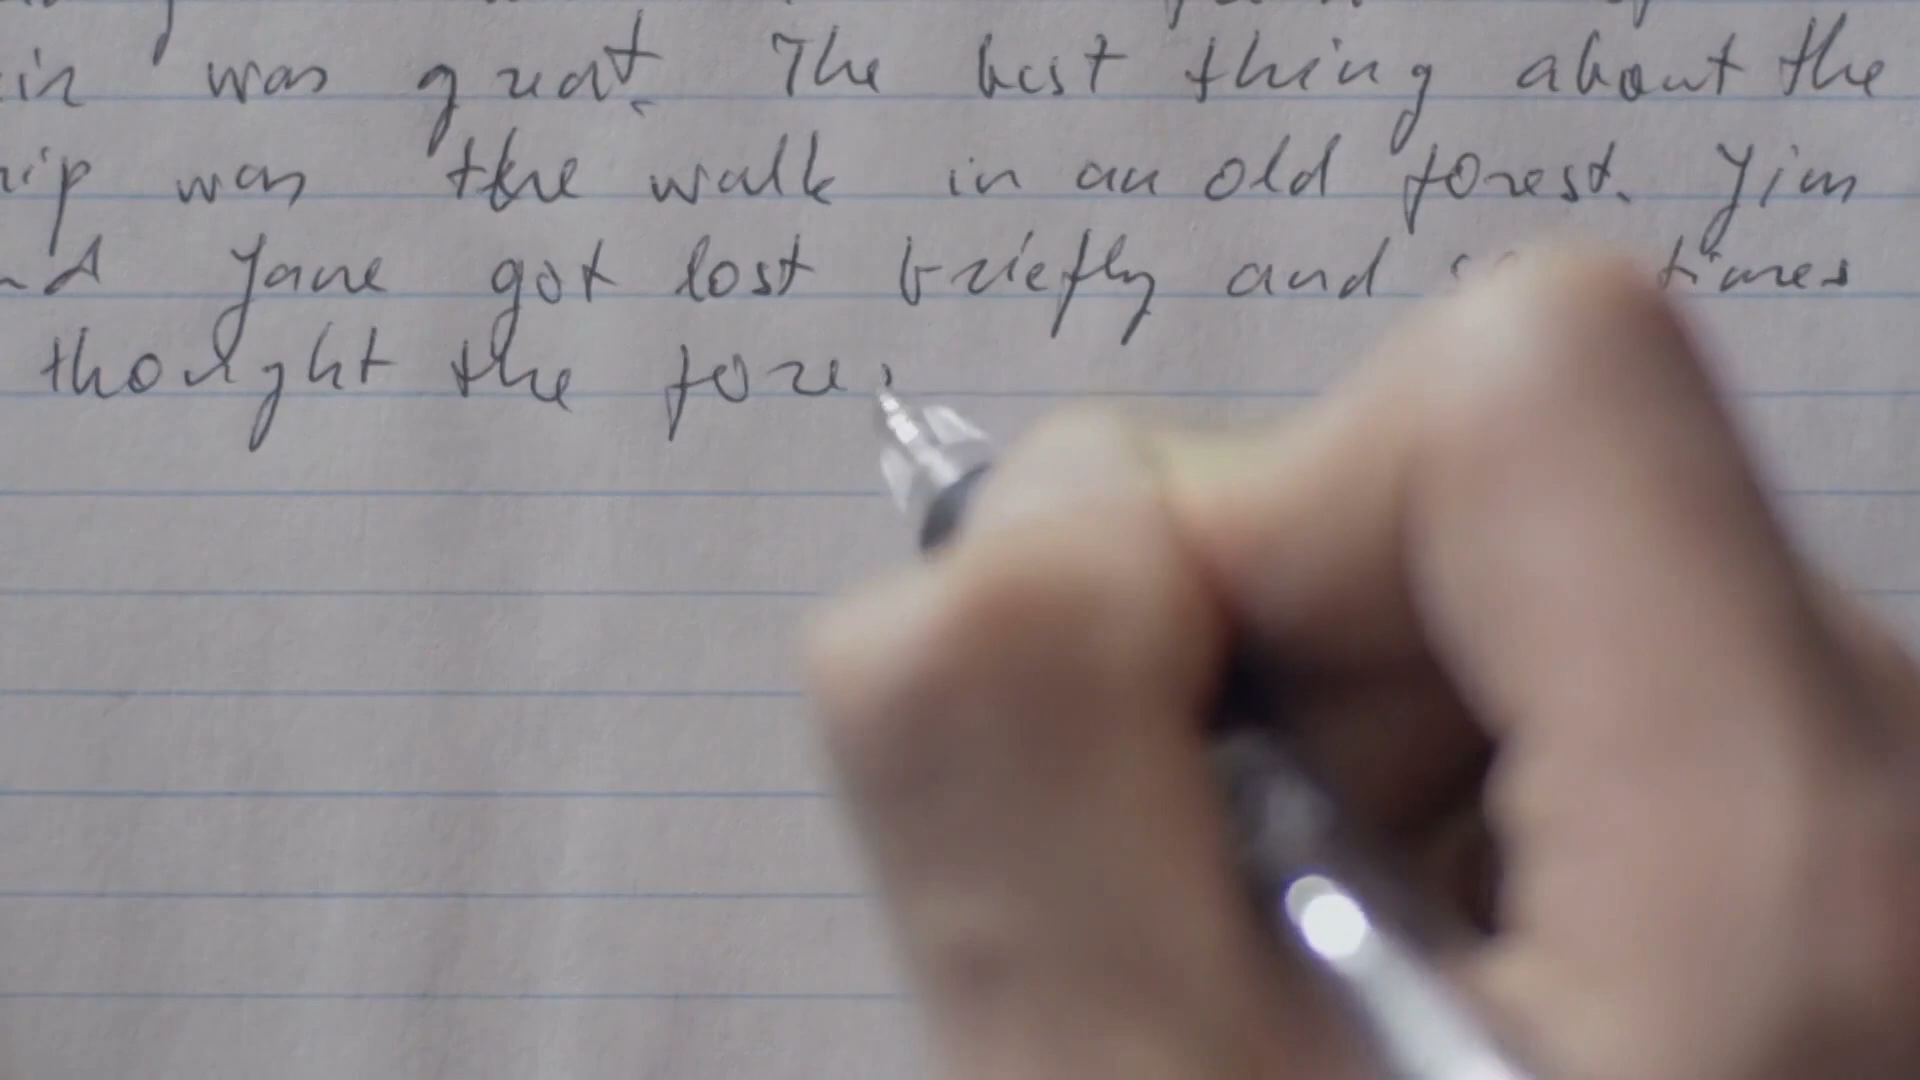 was great. The best thing about the
was the walk in an old forest. Jim
Jane got lost briefly and times
thought the fore